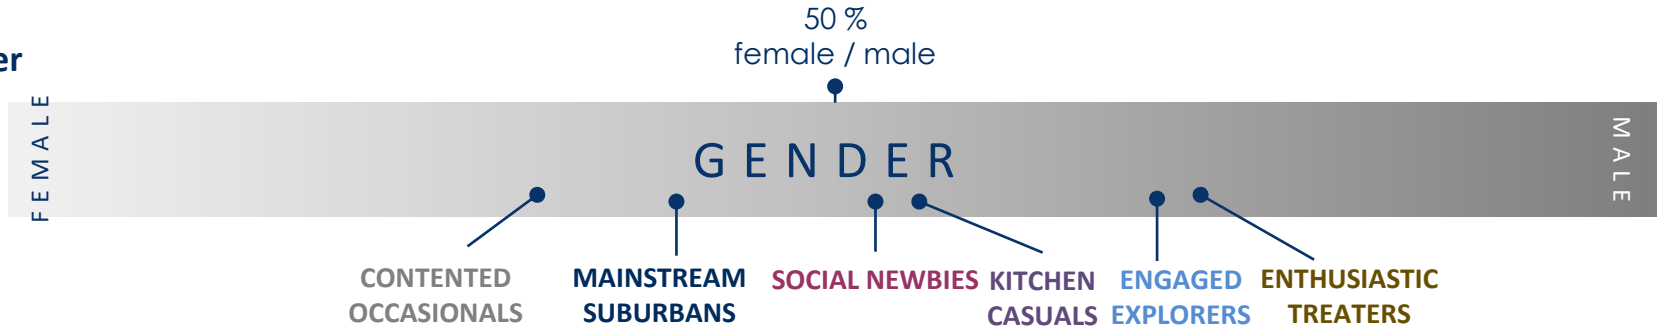 50 %
female / male
er
FEMALE
GENDER
MALE
CONTENTED
OCCASIONALS
MAINSTREAM
SUBURBANS
SOCIAL NEWBIES
KITCHEN
CASUALS
ENGAGED
EXPLORERS
ENTHUSIASTIC
TREATERS